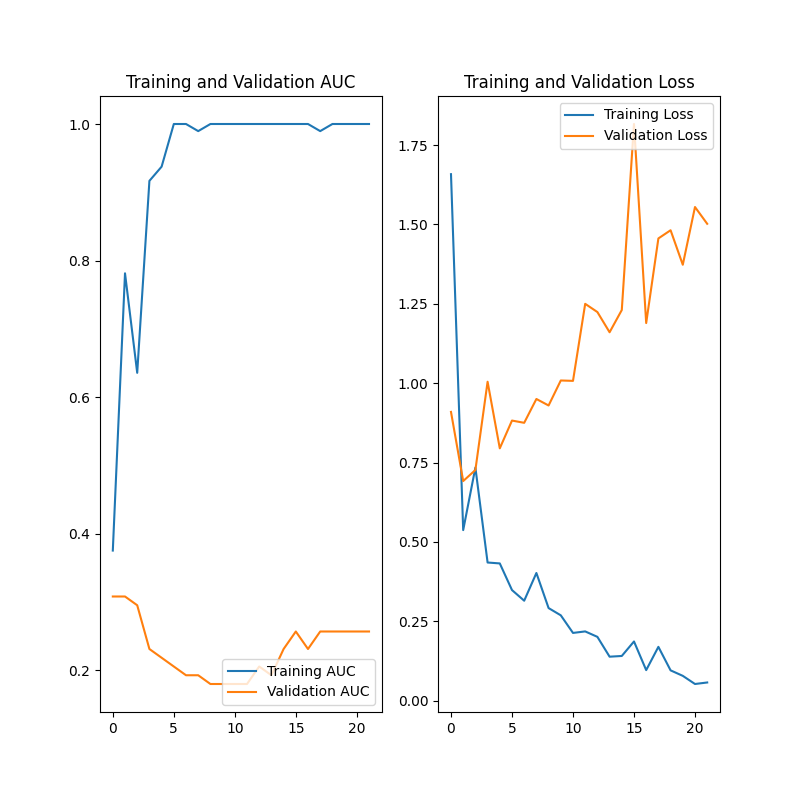 Training and Validation AUC
1.0
0.8
0.6
0.4
0.2
0 5 10 15 20
Training AUC
Validation AUC
Training and Validation Loss
1.75
1.50
1.25
1.00
0.75
0.50
0.25
0.00
0 5 10 15 20
Training Loss
Validation Loss